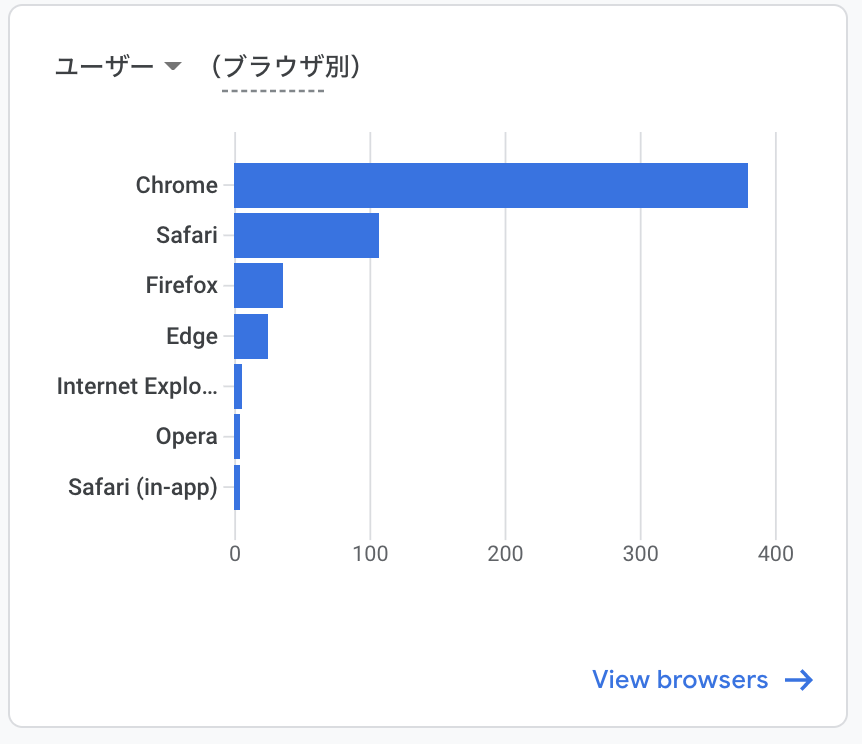 ユーザー （ブラウザ別）
Chrome
Safari
Firefox
Edge
Internet Explo...
Opera
Safari (in-app)
0 100 200 300 400
View browsers